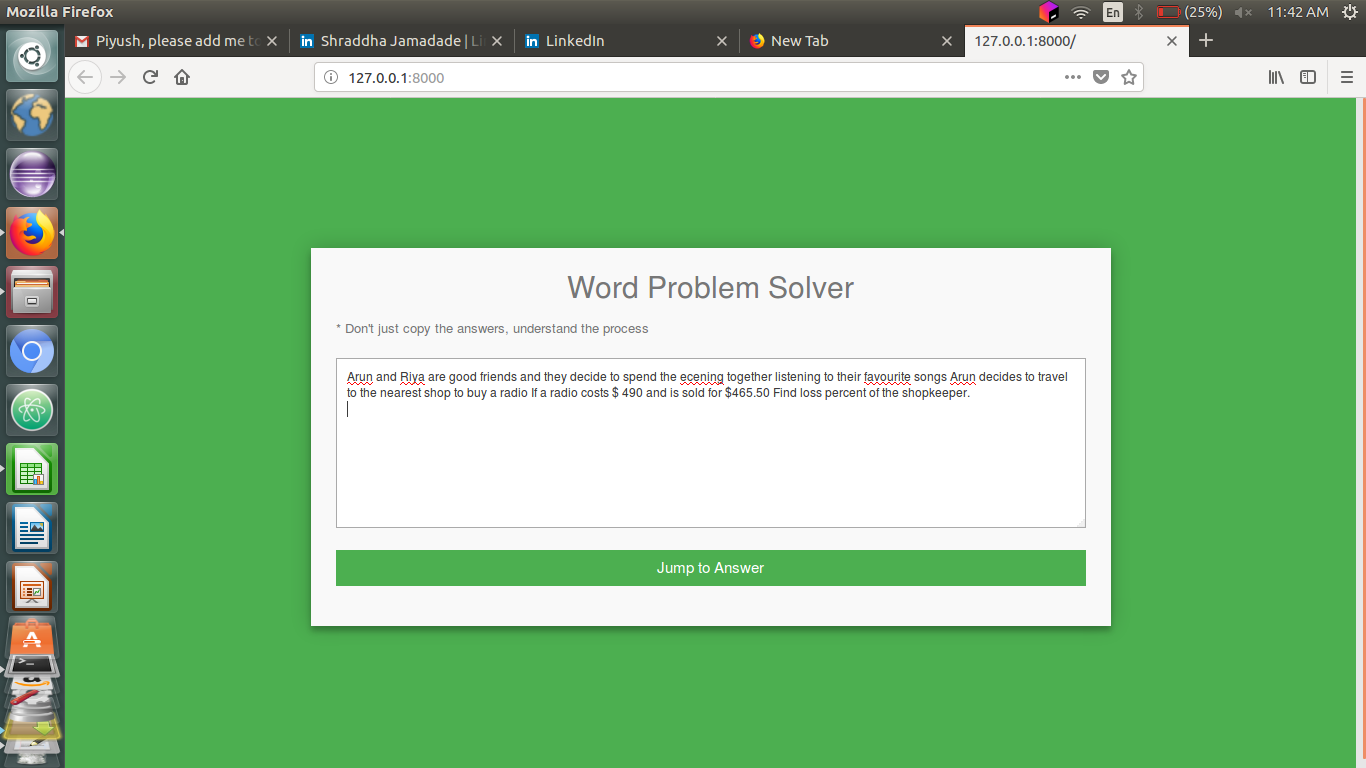 Mozilla Firefox
En
(25%)
11:42 AM
Piyush, please add me to
Shraddha Jamadade | Li
LinkedIn
New Tab
127.0.0.1:8000/
127.0.0.1:8000
Word Problem Solver
* Don't just copy the answers, understand the process
Arun and Riya are good friends and they decide to spend the ecening together listening to their favourite songs Arun decides to travel
to the nearest shop to buy a radio If a radio costs $ 490 and is sold for $465.50 Find loss percent of the shopkeeper.
Jump to Answer